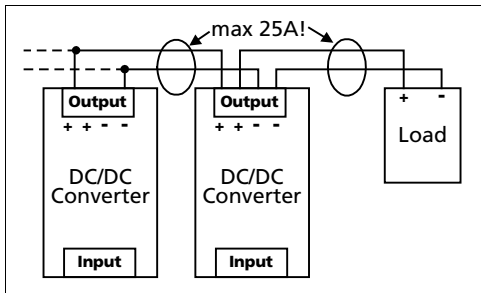 max 25A!
Output
+ + - -
DC/DC
Converter
Input
Output
+ + - -
DC/DC
Converter
Input
+ -
Load